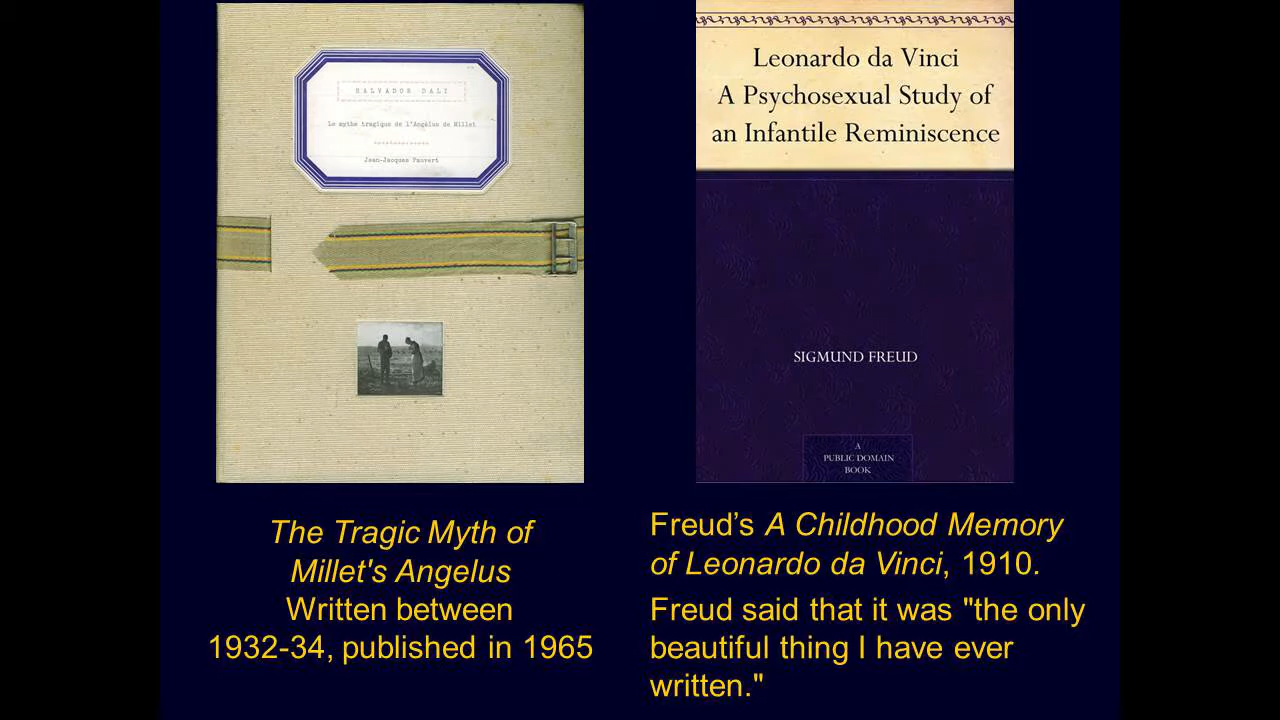 SALVADOR DALI
Le mythe tragique de l'Angélus de Millet
Jean-Jacques Pauvert
The Tragic Myth of
Millet's Angelus
Written between
1932-34, published in 1965
Leonardo da Vinci
A Psychosexual Study of
an Infantile Reminiscence
SIGMUND FREUD
A
PUBLIC DOMAIN
BOOK
Freud’s A Childhood Memory
of Leonardo da Vinci, 1910.
Freud said that it was "the only
beautiful thing I have ever
written."